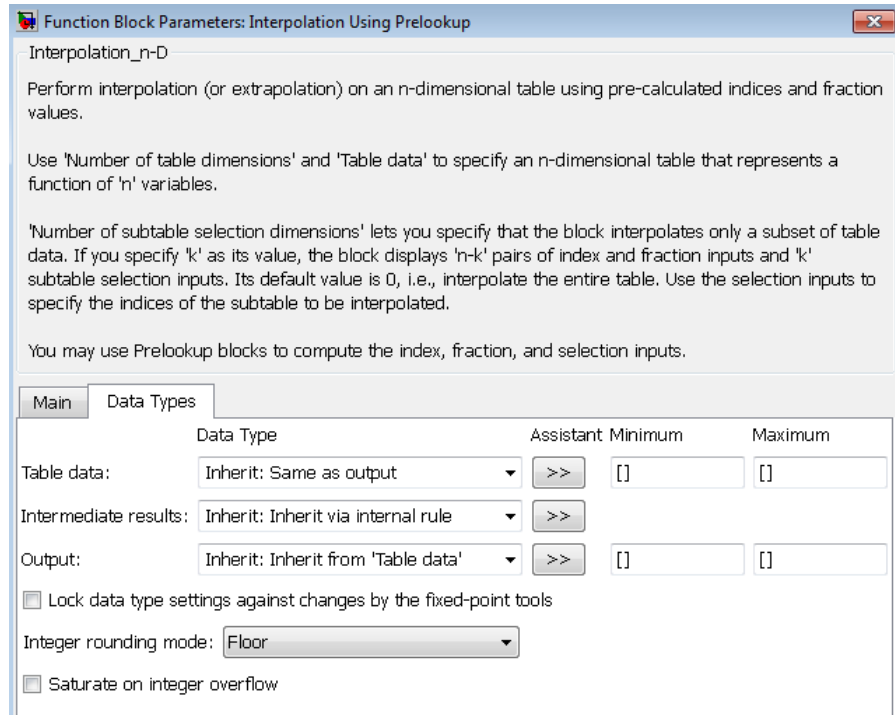 Function Block Parameters: Interpolation Using Prelookup
Interpolation_n-D
Perform interpolation (or extrapolation) on an n-dimensional table using pre-calculated indices and fraction
values.
Use 'Number of table dimensions' and 'Table data' to specify an n-dimensional table that represents a
function of 'n' variables.
'Number of subtable selection dimensions' lets you specify that the block interpolates only a subset of table
data. If you specify 'k' as its value, the block displays 'n-k' pairs of index and fraction inputs and 'k'
subtable selection inputs. Its default value is 0, i.e., interpolate the entire table. Use the selection inputs to
specify the indices of the subtable to be interpolated.
You may use Prelookup blocks to compute the index, fraction, and selection inputs.
Main Data Types
Data Type Assistant Minimum Maximum
Table data: Inherit: Same as output >> [] []
Intermediate results: Inherit: Inherit via internal rule >>
Output: Inherit: Inherit from 'Table data' >> [] []
Lock data type settings against changes by the fixed-point tools
Integer rounding mode: Floor
Saturate on integer overflow